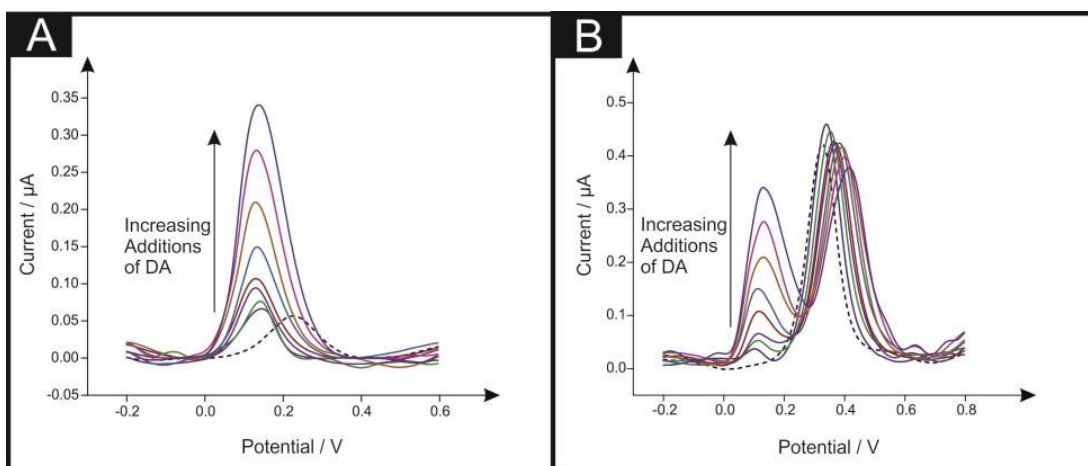 A
0.35
0.30
0.25
0.20
0.15
0.10
0.05
0.00
-0.05
Current / µA
Increasing
Additions
of DA
-0.2
0.0
0.2
0.4
0.6
Potential / V
B
0.5
0.4
0.3
0.2
0.1
0.0
Current / µA
Increasing
Additions
of DA
-0.2
0.0
0.2
0.4
0.6
0.8
Potential / V